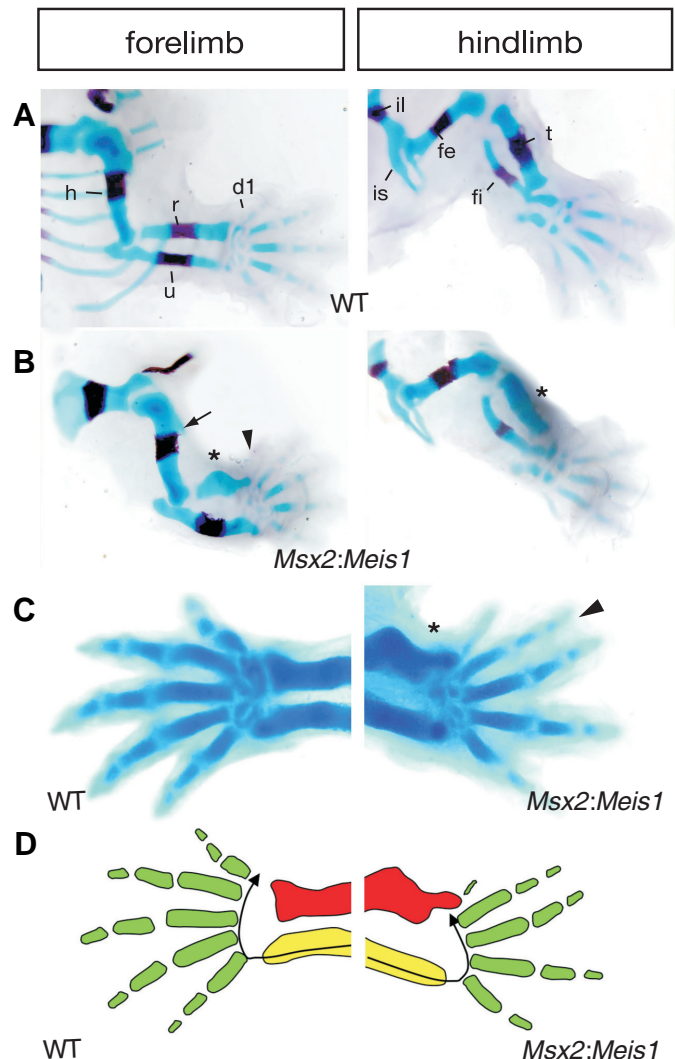 forelimb hindlimb
A
il
fe
t
is
fi
h
r
d1
u
WT
B
*
*
Msx2:Meis1
C
*
WT Msx2:Meis1
D
WT Msx2:Meis1